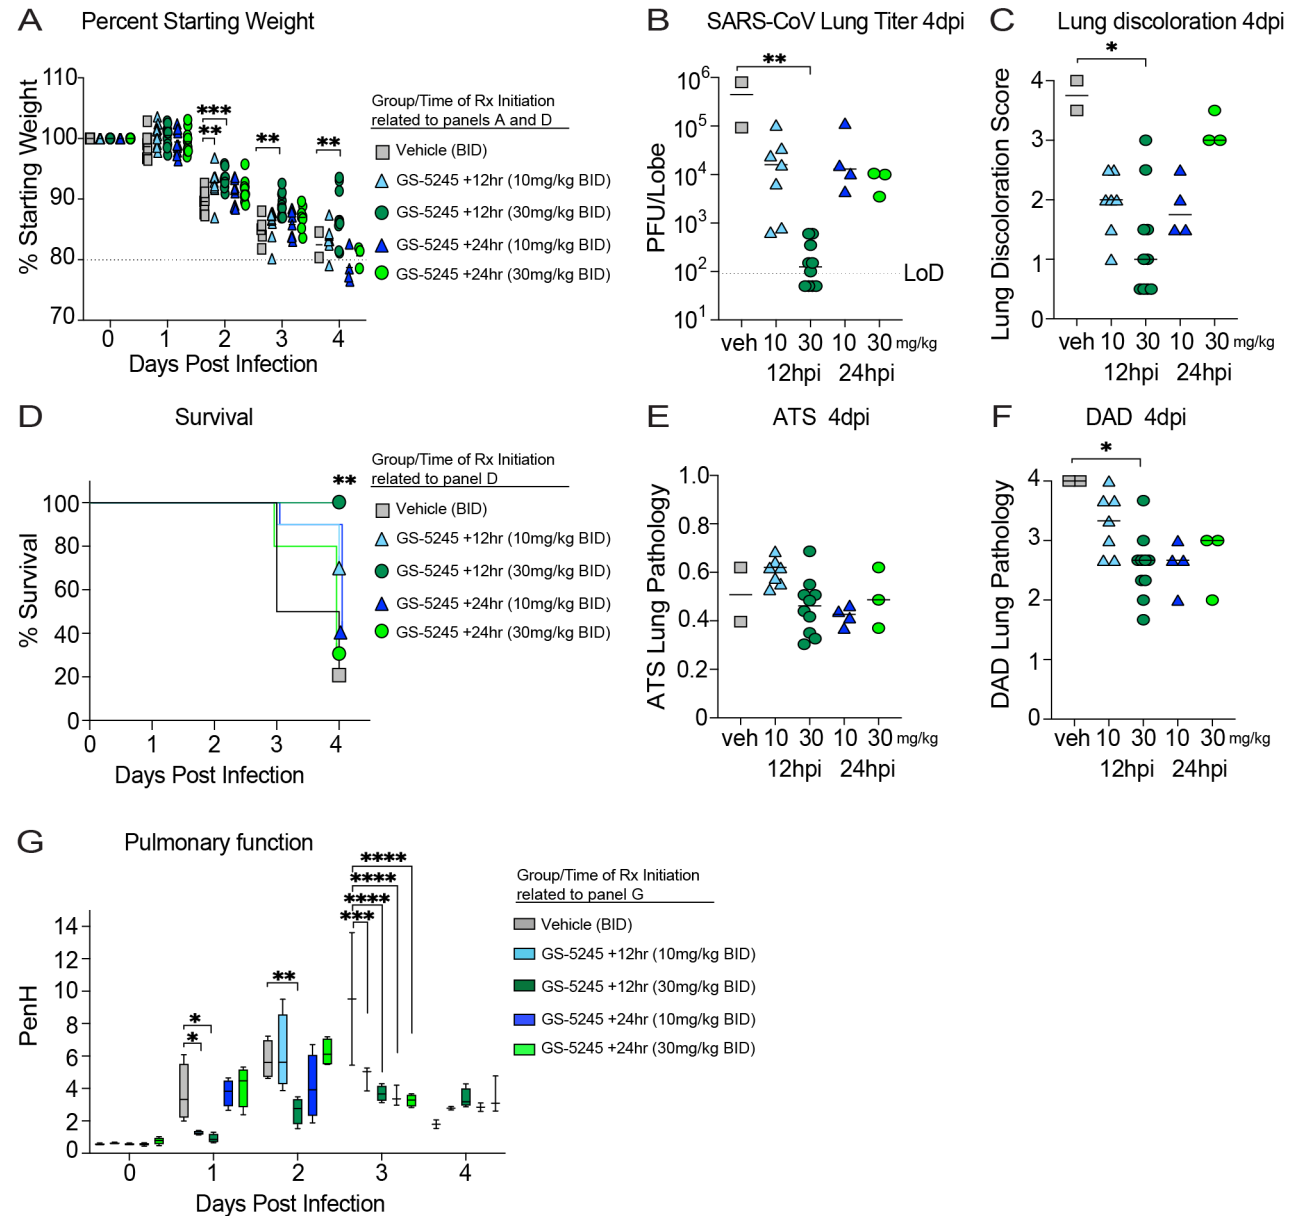 A Percent Starting Weight
110
100
90
80
70
% Starting Weight
*** ** ** **
0 1 2 3 4
Days Post Infection
Group/Time of Rx Initiation
related to panels A and D
Vehicle (BID)
GS-5245 +12hr (10mg/kg BID)
GS-5245 +12hr (30mg/kg BID)
GS-5245 +24hr (10mg/kg BID)
GS-5245 +24hr (30mg/kg BID)
B SARS-CoV Lung Titer 4dpi
**
10⁶
10⁵
10⁴
10³
10²
10¹
PFU/Lobe
LoD
veh 10 30 10 30 mg/kg
12hpi 24hpi
C Lung discoloration 4dpi
*
4
3
2
1
0
Lung Discoloration Score
veh 10 30 10 30 mg/kg
12hpi 24hpi
D Survival
**
100
80
60
40
20
0
% Survival
0 1 2 3 4
Days Post Infection
Group/Time of Rx Initiation
related to panel D
Vehicle (BID)
GS-5245 +12hr (10mg/kg BID)
GS-5245 +12hr (30mg/kg BID)
GS-5245 +24hr (10mg/kg BID)
GS-5245 +24hr (30mg/kg BID)
E ATS 4dpi
1.0
0.8
0.6
0.4
0.2
0
ATS Lung Pathology
veh 10 30 10 30 mg/kg
12hpi 24hpi
F DAD 4dpi
*
4
3
2
1
0
DAD Lung Pathology
veh 10 30 10 30 mg/kg
12hpi 24hpi
G Pulmonary function
****
****
****
***
**
*
*
14
12
10
8
6
4
2
0
PenH
0 1 2 3 4
Days Post Infection
Group/Time of Rx Initiation
related to panel G
Vehicle (BID)
GS-5245 +12hr (10mg/kg BID)
GS-5245 +12hr (30mg/kg BID)
GS-5245 +24hr (10mg/kg BID)
GS-5245 +24hr (30mg/kg BID)